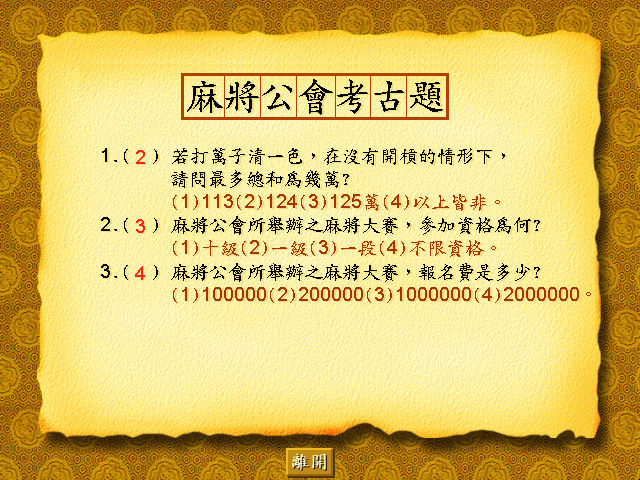 麻將公會考古題
1.(2) 若打萬子清一色，在沒有開槓的情形下，
請問最多總和為幾萬?
(1)113(2)124(3)125萬(4)以上皆非。
2.(3) 麻將公會所舉辦之麻將大賽，參加資格為何?
(1)十級(2)一級(3)一段(4)不限資格。
3.(4) 麻將公會所舉辦之麻將大賽，報名費是多少?
(1)100000(2)200000(3)1000000(4)2000000。
離開